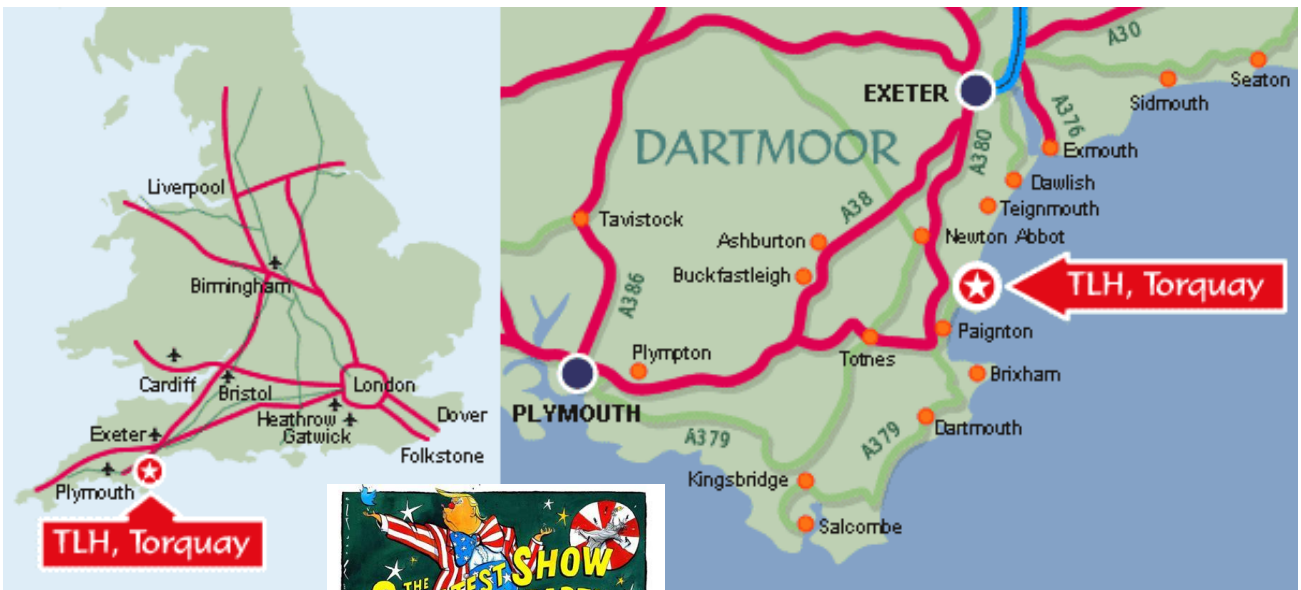 Liverpool
Birmingham
Cardiff
Bristol
London
Heathrow
Gatwick
Dover
Folkstone
Exeter
Plymouth
TLH, Torquay
THE
SHOW
A30
EXETER
Seaton
Sidmouth
A376
DARTMOOR
A380
Exmouth
Dawlish
A38
Teignmouth
Tavistock
Newton Abbot
Ashburton
Buckfastleigh
TLH, Torquay
A386
Paignton
Plympton
Totnes
Brixham
PLYMOUTH
Dartmouth
A379
A379
Kingsbridge
Salcombe